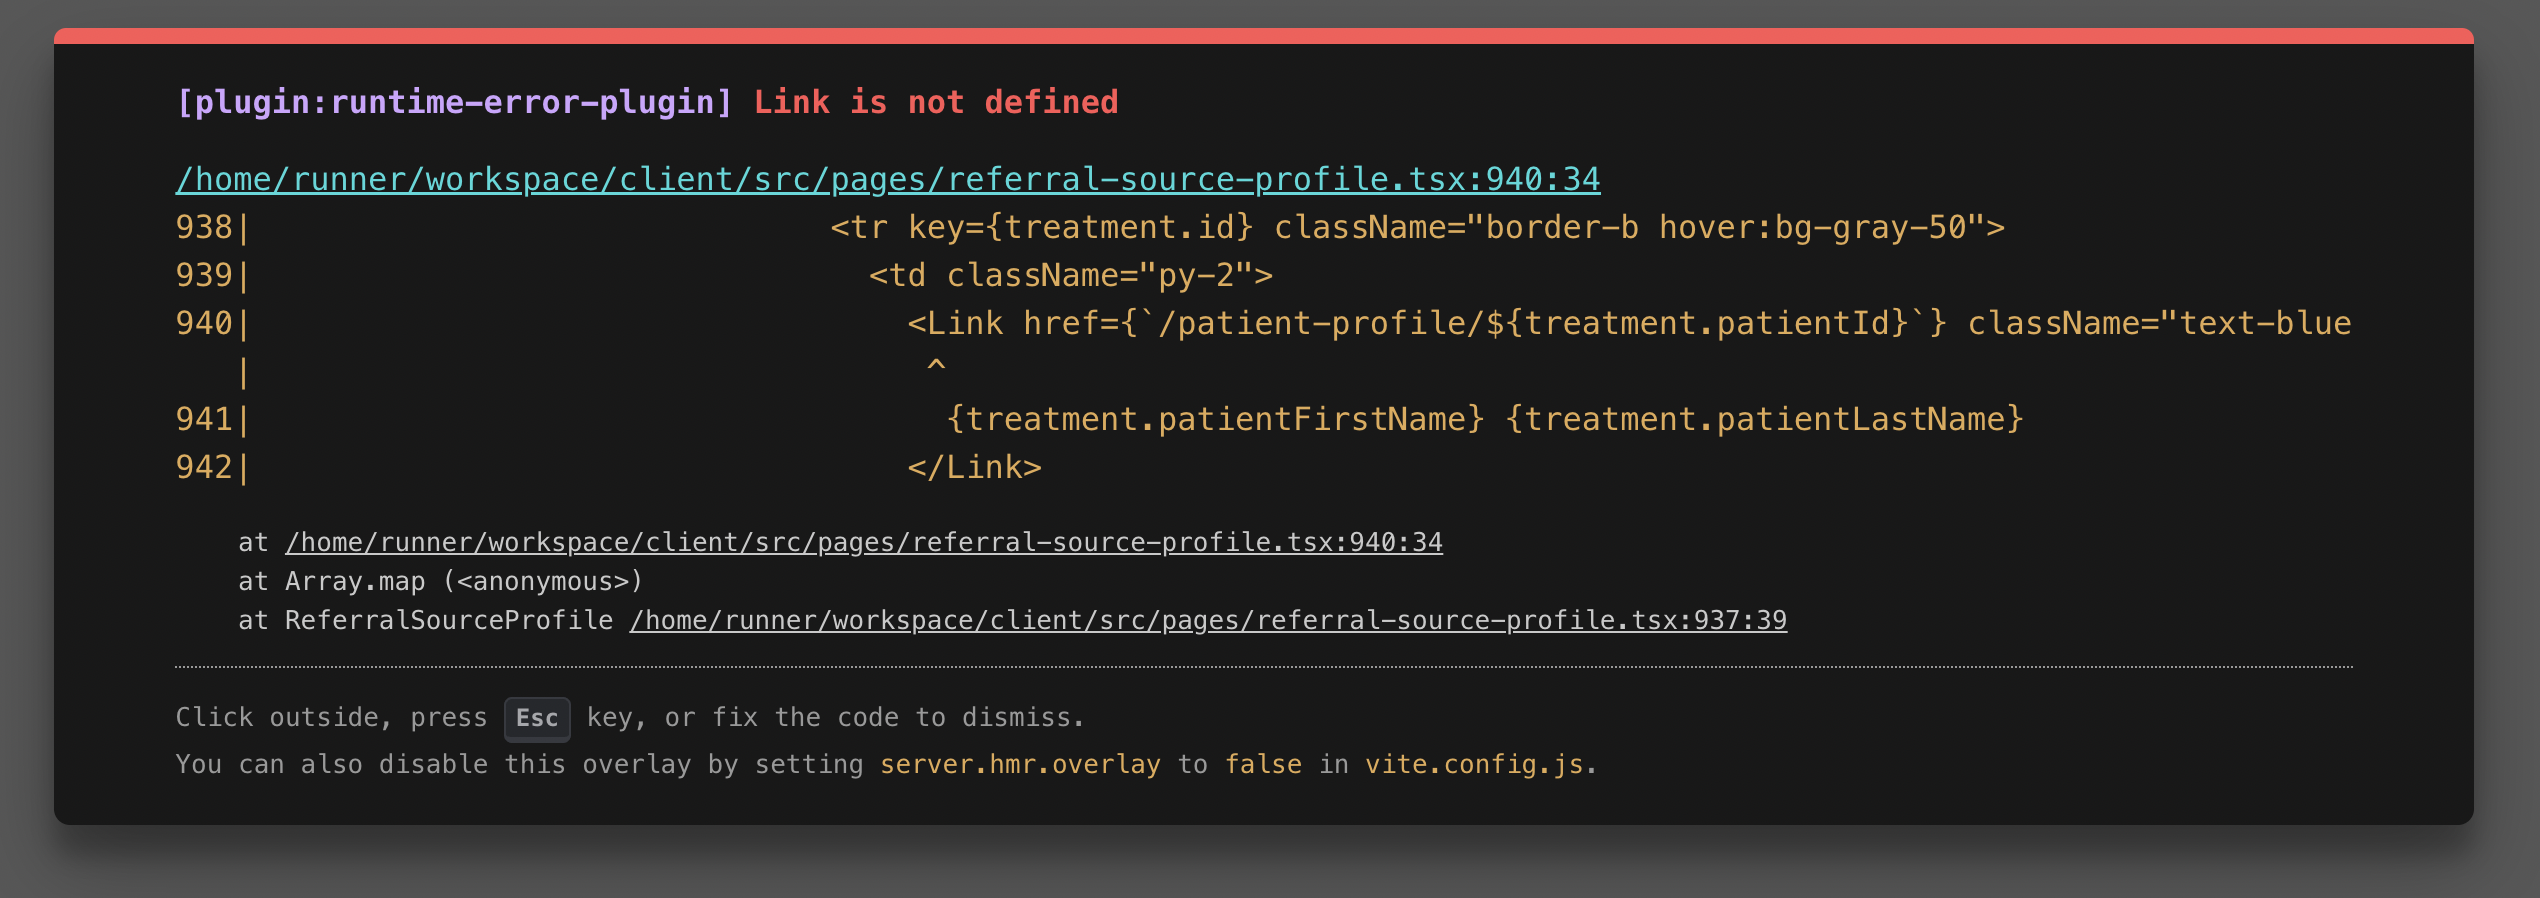 [plugin:runtime-error-plugin] Link is not defined
/home/runner/workspace/client/src/pages/referral-source-profile.tsx:940:34
938|                              <tr key={treatment.id} className="border-b hover:bg-gray-50">
939|                                <td className="py-2">
940|                                  <Link href={`/patient-profile/${treatment.patientId}`} className="text-blue
   |                                   ^
941|                                    {treatment.patientFirstName} {treatment.patientLastName}
942|                                  </Link>
    at /home/runner/workspace/client/src/pages/referral-source-profile.tsx:940:34
    at Array.map (<anonymous>)
    at ReferralSourceProfile /home/runner/workspace/client/src/pages/referral-source-profile.tsx:937:39
Click outside, press Esc key, or fix the code to dismiss.
You can also disable this overlay by setting server.hmr.overlay to false in vite.config.js.